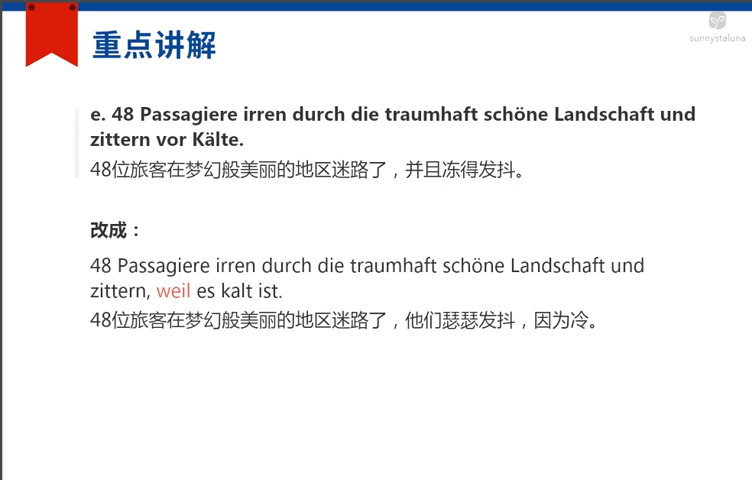 重点讲解
sunnystaluna
e. 48 Passagiere irren durch die traumhaft schöne Landschaft und
zittern vor Kälte.
48位旅客在梦幻般美丽的地区迷路了，并且冻得发抖。
改成：
48 Passagiere irren durch die traumhaft schöne Landschaft und
zittern, weil es kalt ist.
48位旅客在梦幻般美丽的地区迷路了，他们瑟瑟发抖，因为冷。